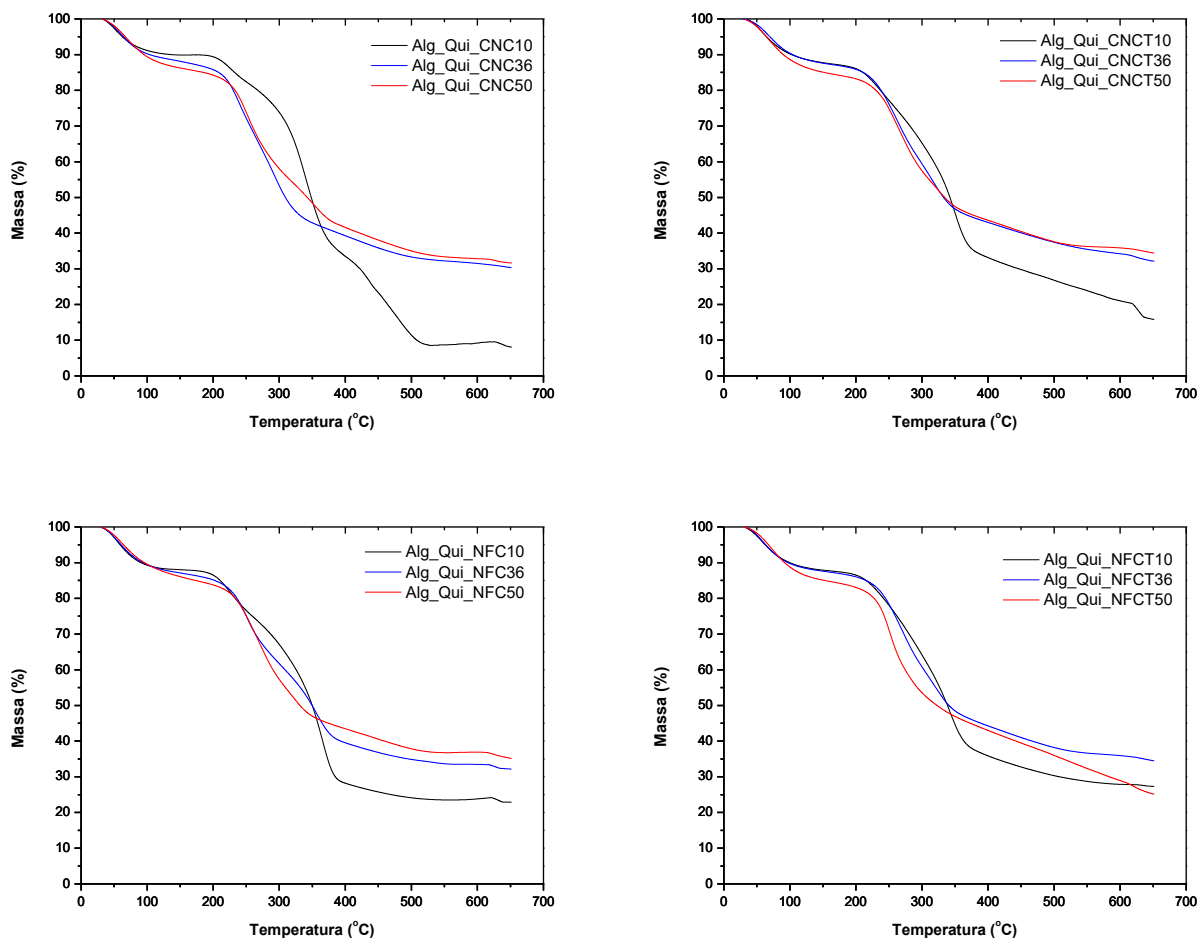 100
90
80
70
60
50
40
30
20
10
0
Massa (%)
Alg_Qui_CNC10
Alg_Qui_CNC36
Alg_Qui_CNC50
0 100 200 300 400 500 600 700
Temperatura (°C)
100
90
80
70
60
50
40
30
20
10
0
Massa (%)
Alg_Qui_CNCT10
Alg_Qui_CNCT36
Alg_Qui_CNCT50
0 100 200 300 400 500 600 700
Temperatura (°C)
100
90
80
70
60
50
40
30
20
10
0
Massa (%)
Alg_Qui_NFC10
Alg_Qui_NFC36
Alg_Qui_NFC50
0 100 200 300 400 500 600 700
Temperatura (°C)
100
90
80
70
60
50
40
30
20
10
0
Massa (%)
Alg_Qui_NFCT10
Alg_Qui_NFCT36
Alg_Qui_NFCT50
0 100 200 300 400 500 600 700
Temperatura (°C)